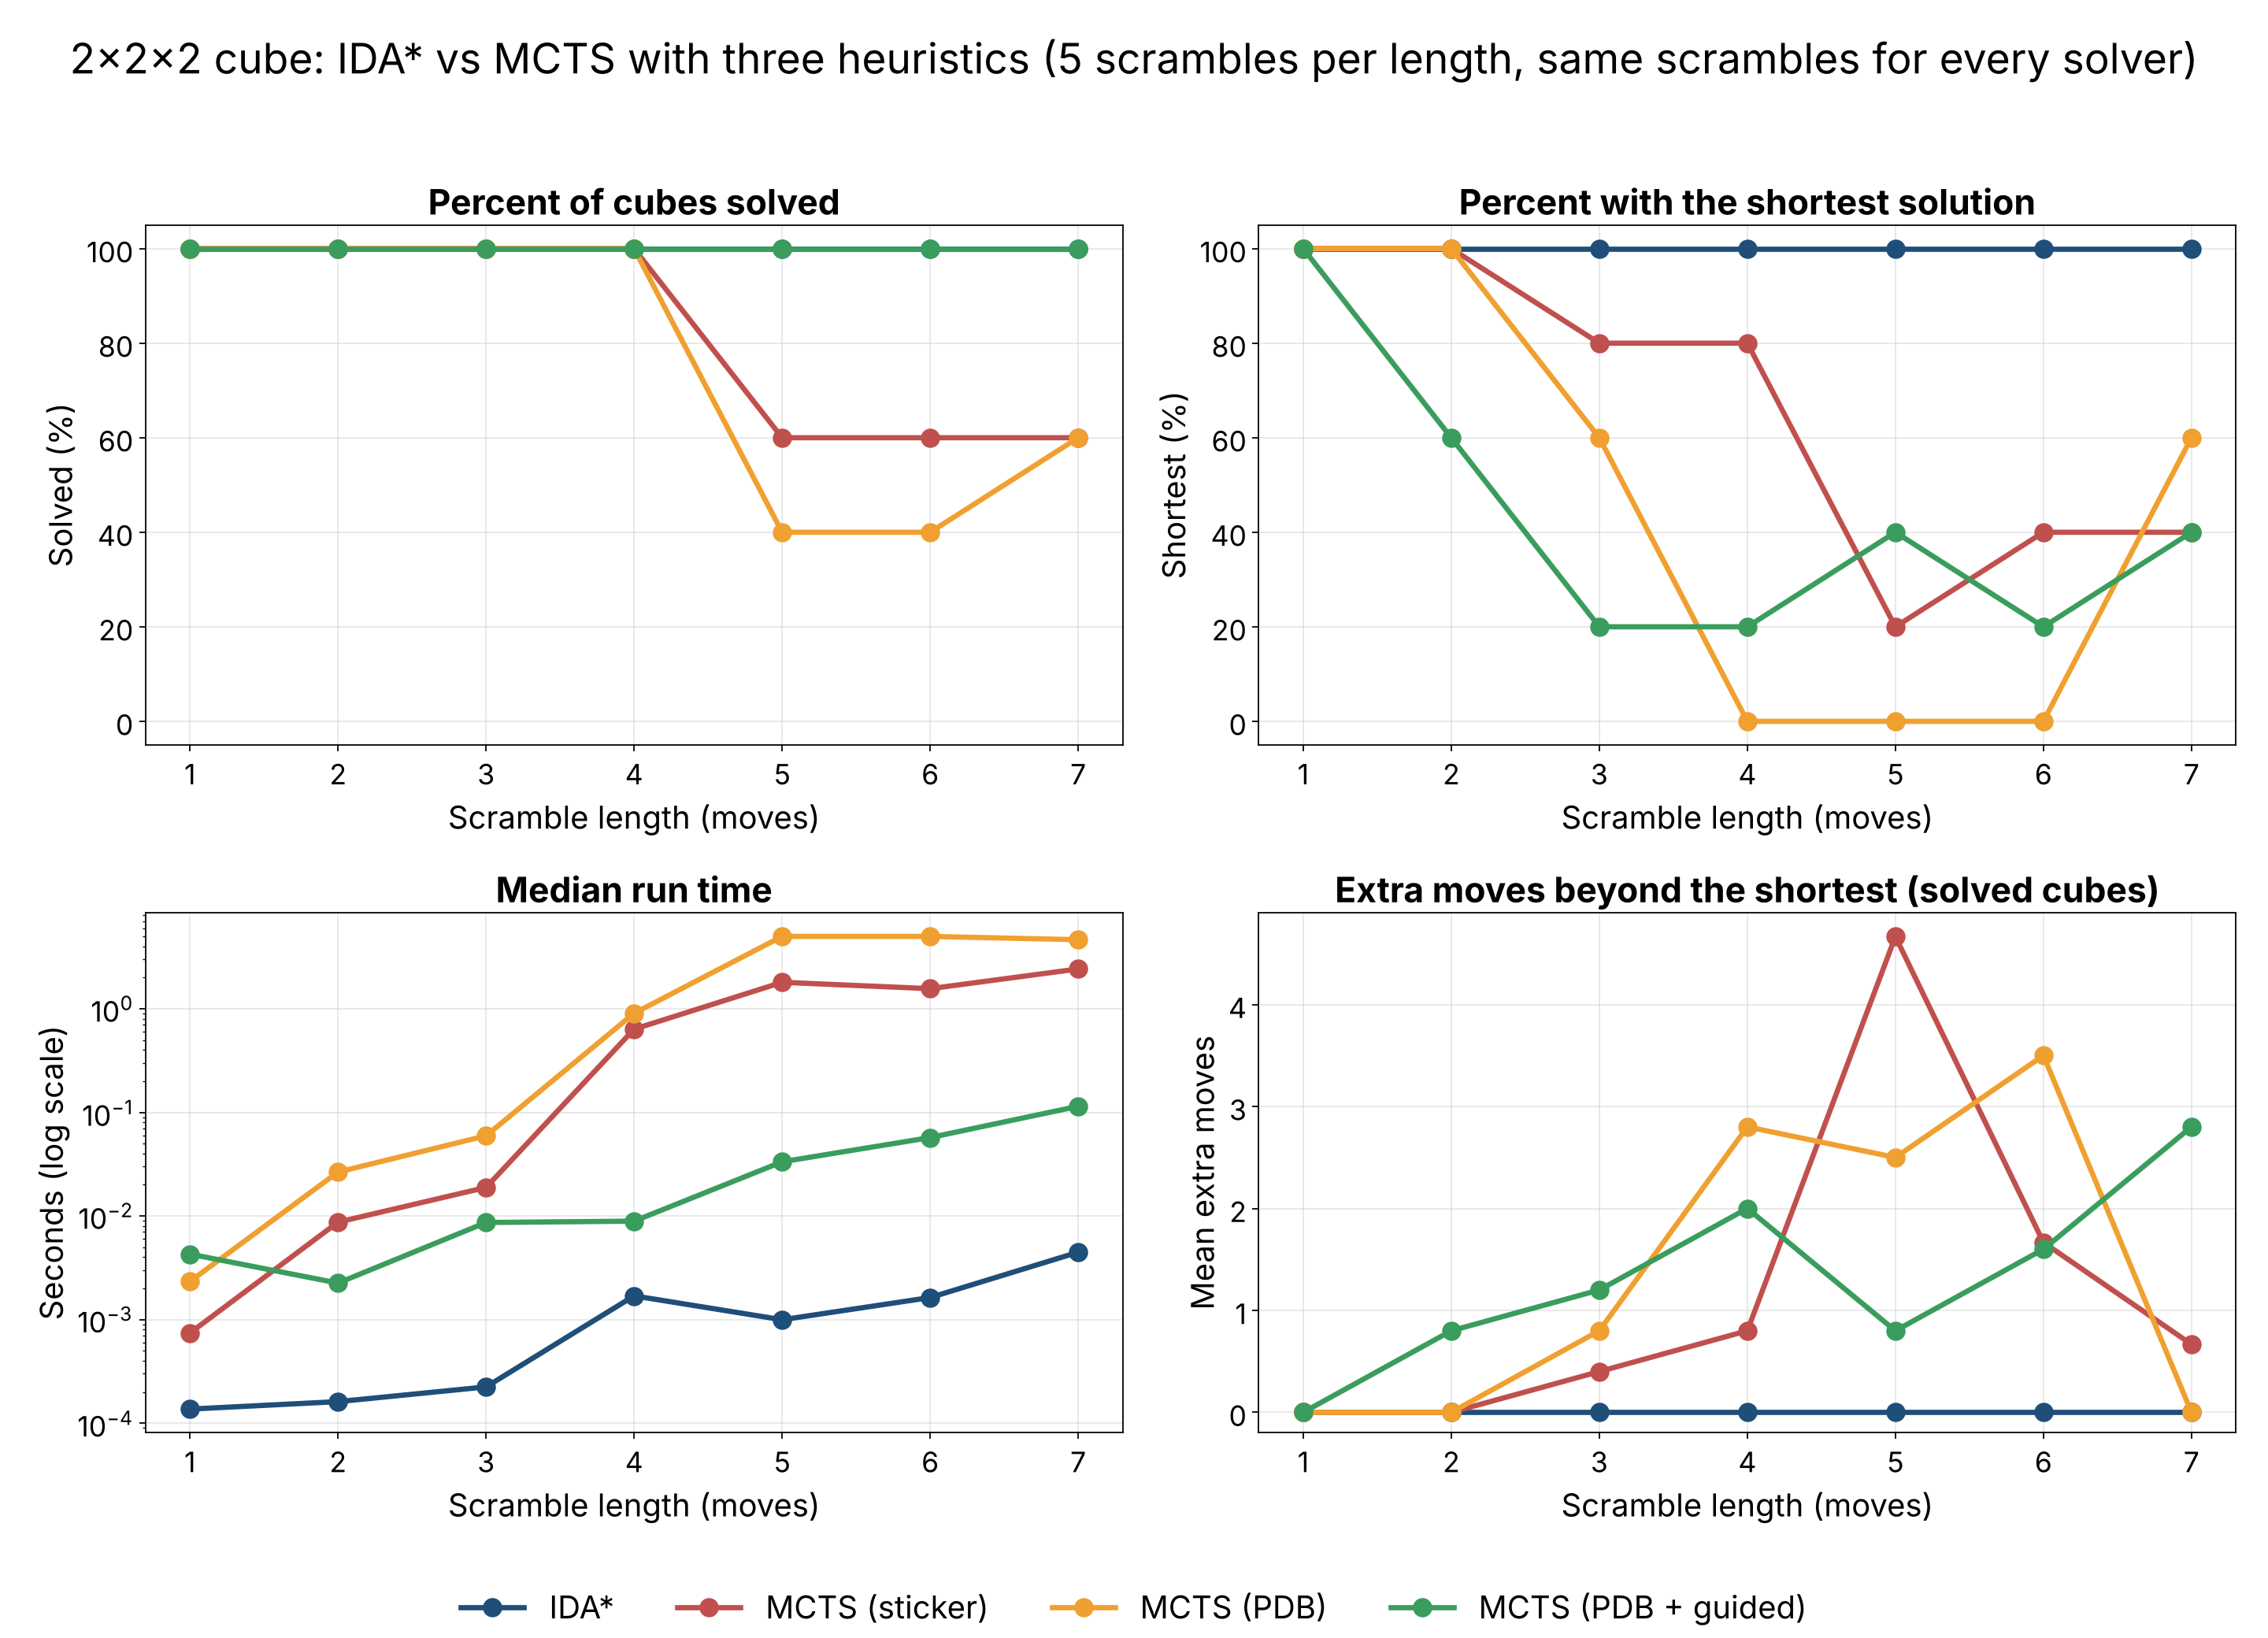 2×2×2 cube: IDA* vs MCTS with three heuristics (5 scrambles per length, same scrambles for every solver)
Percent of cubes solved
Solved (%)
100
80
60
40
20
0
1 2 3 4 5 6 7
Scramble length (moves)
Percent with the shortest solution
Shortest (%)
100
80
60
40
20
0
1 2 3 4 5 6 7
Scramble length (moves)
Median run time
Seconds (log scale)
10⁰
10⁻¹
10⁻²
10⁻³
10⁻⁴
1 2 3 4 5 6 7
Scramble length (moves)
Extra moves beyond the shortest (solved cubes)
Mean extra moves
4
3
2
1
0
1 2 3 4 5 6 7
Scramble length (moves)
IDA* MCTS (sticker) MCTS (PDB) MCTS (PDB + guided)